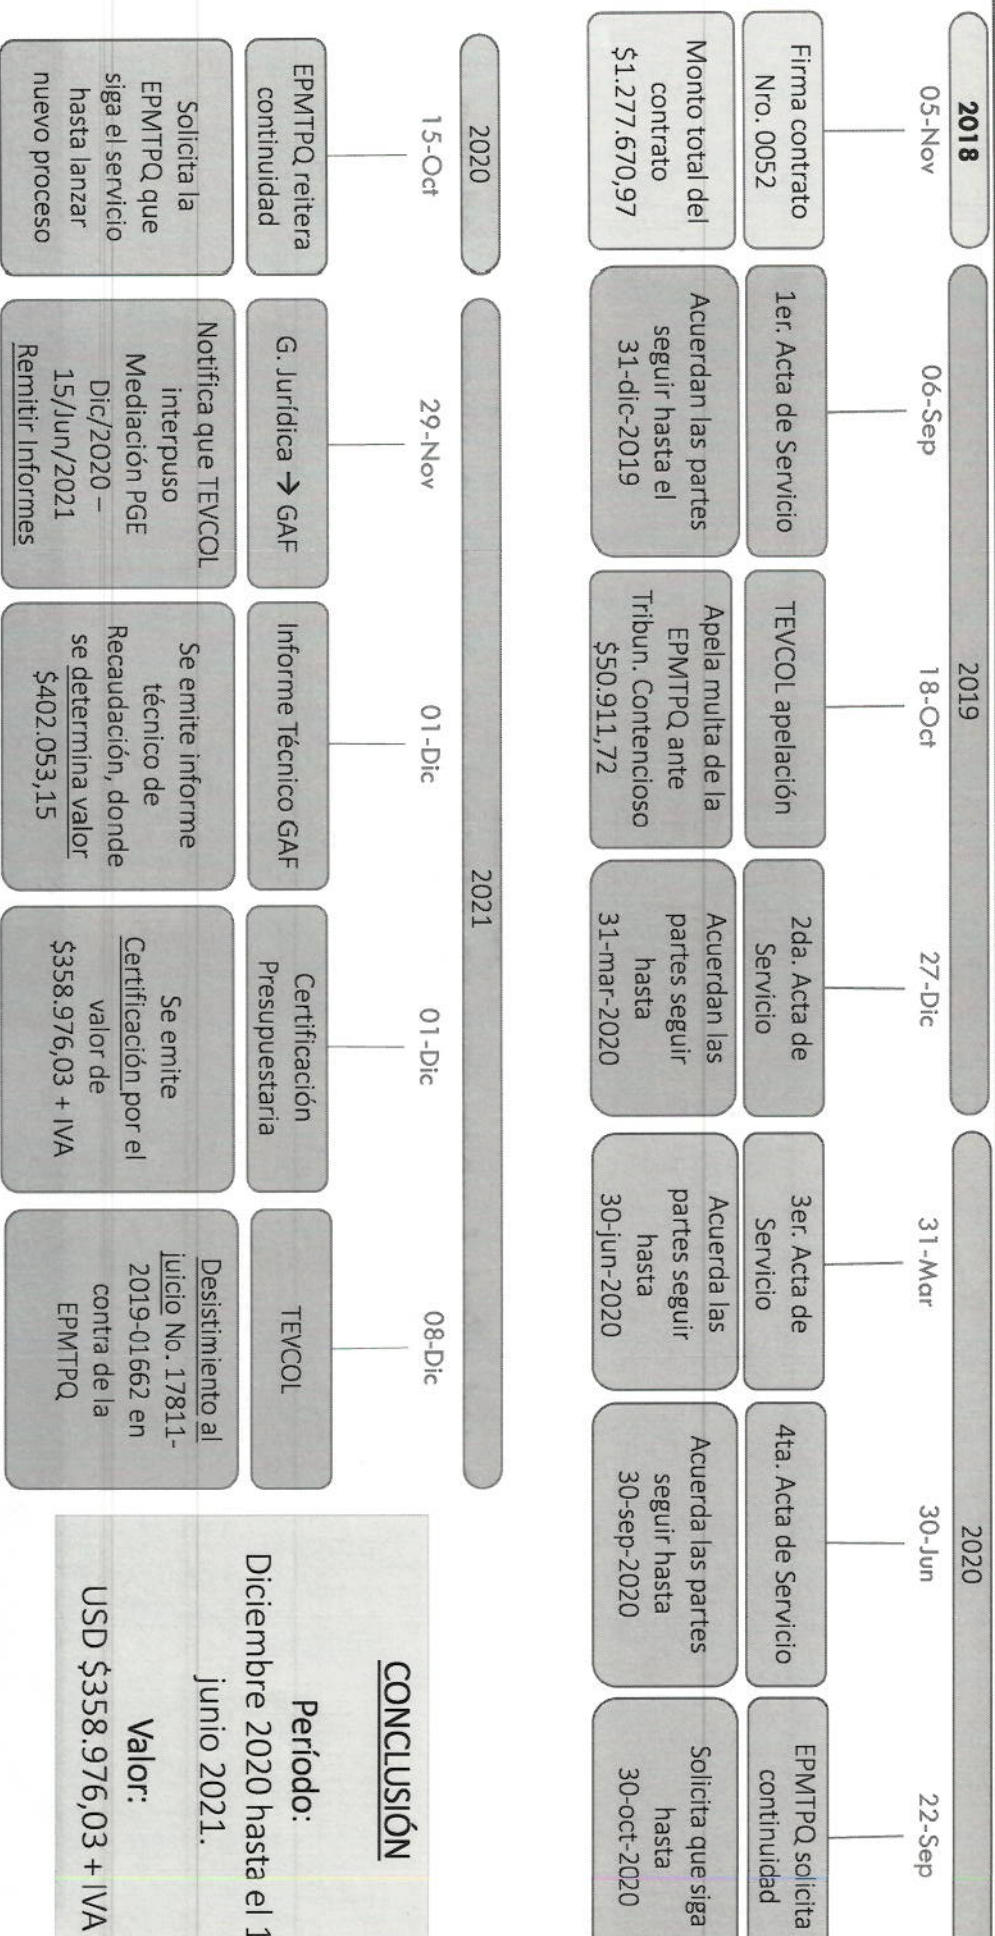 2018
05-Nov
Firma contrato
Nro. 0052
Monto total del
contrato
$1.277.670,97
2019
06-Sep
1er. Acta de Servicio
Acuerdan las partes
seguir hasta el
31-dic-2019
18-Oct
TEVCOL apelación
Apela multa de la
EPMTPQ ante
Tribun. Contencioso
$50.911,72
27-Dic
2da. Acta de
Servicio
Acuerdan las
partes seguir
hasta
31-mar-2020
2020
31-Mar
3er. Acta de
Servicio
Acuerda las
partes seguir
hasta
30-jun-2020
30-Jun
4ta. Acta de Servicio
Acuerda las partes
seguir hasta
30-sep-2020
22-Sep
EPMTPQ solicita
continuidad
Solicita que siga
hasta
30-oct-2020
2020
15-Oct
EPMTPQ reitera
continuidad
Solicita la
EPMTPQ que
siga el servicio
hasta lanzar
nuevo proceso
2021
29-Nov
G. Jurídica → GAF
Notifica que TEVCOL
interpuso
Mediación PGE
Dic/2020 –
15/Jun/2021
Remitir Informes
01-Dic
Informe Técnico GAF
Se emite informe
técnico de
Recaudación, donde
se determina valor
$402.053,15
01-Dic
Certificación
Presupuestaria
Se emite
Certificación por el
valor de
$358.976,03 + IVA
08-Dic
TEVCOL
Desistimiento al
juicio No. 17811-
2019-01662 en
contra de la
EPMTPQ
CONCLUSIÓN
Período:
Diciembre 2020 hasta el 1
junio 2021.
Valor:
USD $358.976,03 + IVA